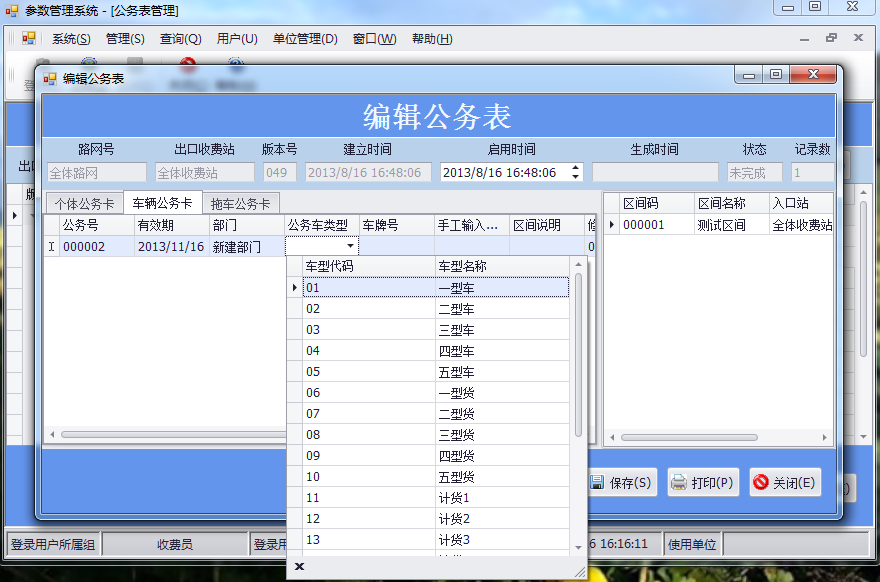 参数管理系统 - [公务表管理]
系统(S) 管理(S) 查询(Q) 用户(U) 单位管理(D) 窗口(W) 帮助(H)
编辑公务表
编辑公务表
路网号 出口收费站 版本号 建立时间 启用时间 生成时间 状态 记录数
全体路网 全体收费站 049 2013/8/16 16:48:06 2013/8/16 16:48:06 未完成 1
个体公务卡 车辆公务卡 拖车公务卡
公务号 有效期 部门 公务车类型 车牌号 手工输入... 区间说明
000002 2013/11/16 新建部门
区间码 区间名称 入口站
000001 测试区间 全体收费站
车型代码 车型名称
01 一型车
02 二型车
03 三型车
04 四型车
05 五型车
06 一型货
07 二型货
08 三型货
09 四型货
10 五型货
11 计货1
12 计货2
13 计货3
保存(S) 打印(P) 关闭(E)
登录用户所属组 收费员 登录用 6 16:16:11 使用单位